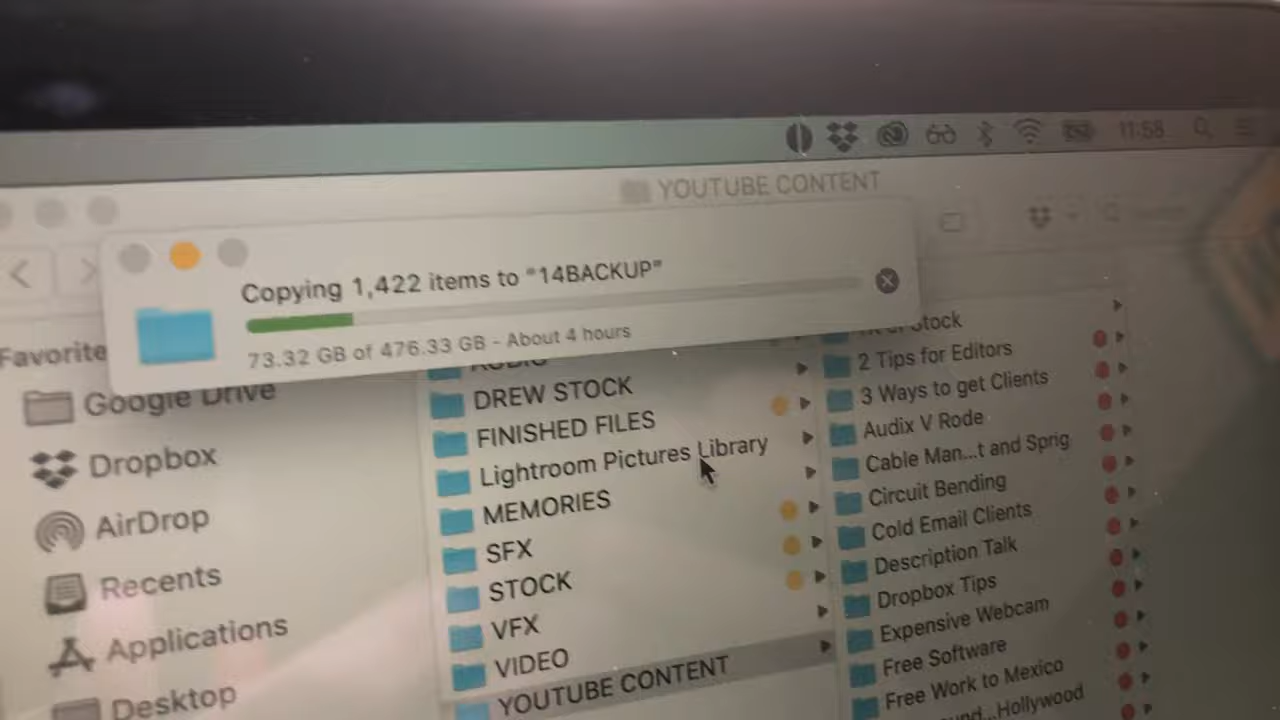 11:58
YOUTUBE CONTENT
Copying 1,422 items to "14BACKUP"
73.32 GB of 476.33 GB - About 4 hours
Favorite
Google Drive
Dropbox
AirDrop
Recents
Applications
Desktop
AUDIO
DREW STOCK
FINISHED FILES
Lightroom Pictures Library
MEMORIES
SFX
STOCK
VFX
VIDEO
YOUTUBE CONTENT
Stock
2 Tips for Editors
3 Ways to get Clients
Audix V Rode
Cable Man...t and Sprig
Circuit Bending
Cold Email Clients
Description Talk
Dropbox Tips
Expensive Webcam
Free Software
Free Work to Mexico
...Hollywood